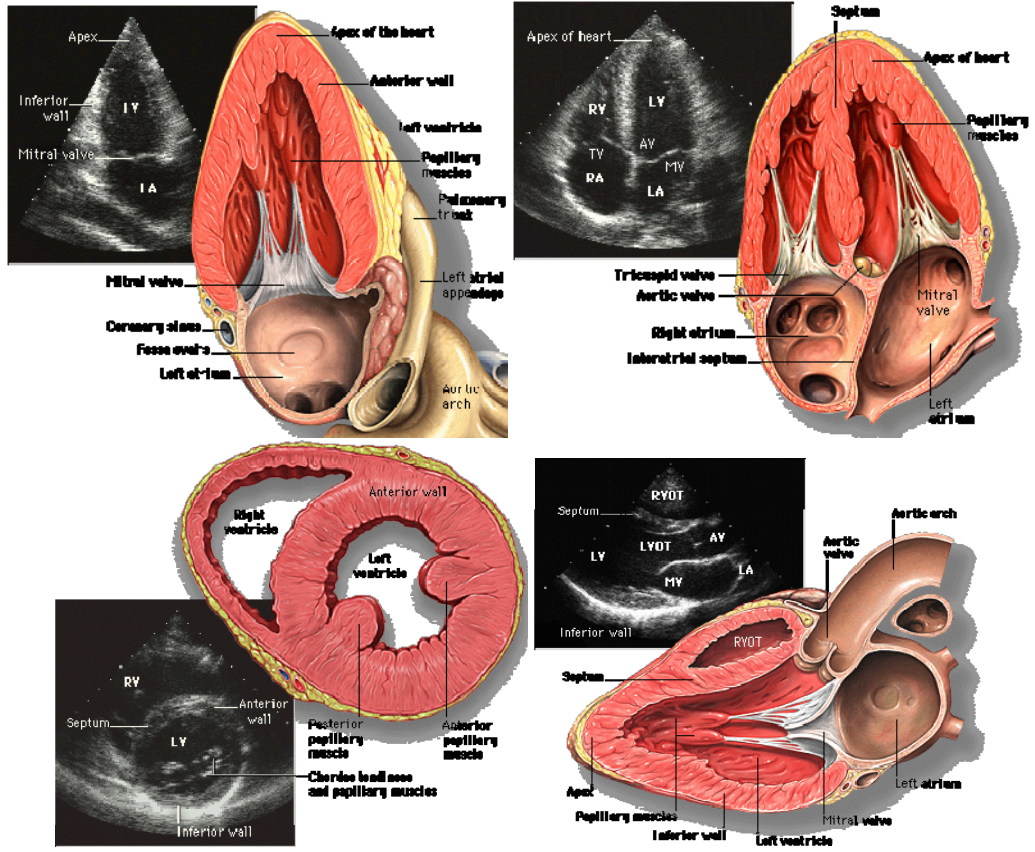 Apex
Inferior
wall
LV
Mitral valve
LA
Apex of the heart
Anterior wall
Left ventricle
Papillary
muscles
Pulmonary
trunk
Mitral valve
Left atrial
appendage
Coronary sinus
Fossa ovaris
Left atrium
Aortic
arch
Septum
Apex of heart
RV
LV
TV
AV
MV
RA
LA
Apex of heart
Papillary
muscles
Tricuspid valve
Aortic valve
Mitral
valve
Right atrium
Interatrial septum
Left
atrium
Anterior wall
Right
ventricle
Left
ventricle
RV
Septum
Anterior
wall
LV
Posterior
papillary
muscle
Anterior
papillary
muscle
Chordae tendineae
and papillary muscles
Inferior wall
RVOT
Septum
LV
LVOT
AV
MV
LA
Inferior wall
Aortic arch
Aortic
valve
RVOT
Septum
Apex
Papillary muscles
Inferior wall
Left ventricle
Mitral valve
Left atrium